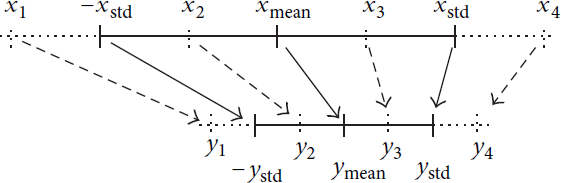 x1 −xstd x2 xmean x3 xstd x4
y1 y2 y3 y4
−ystd ymean ystd